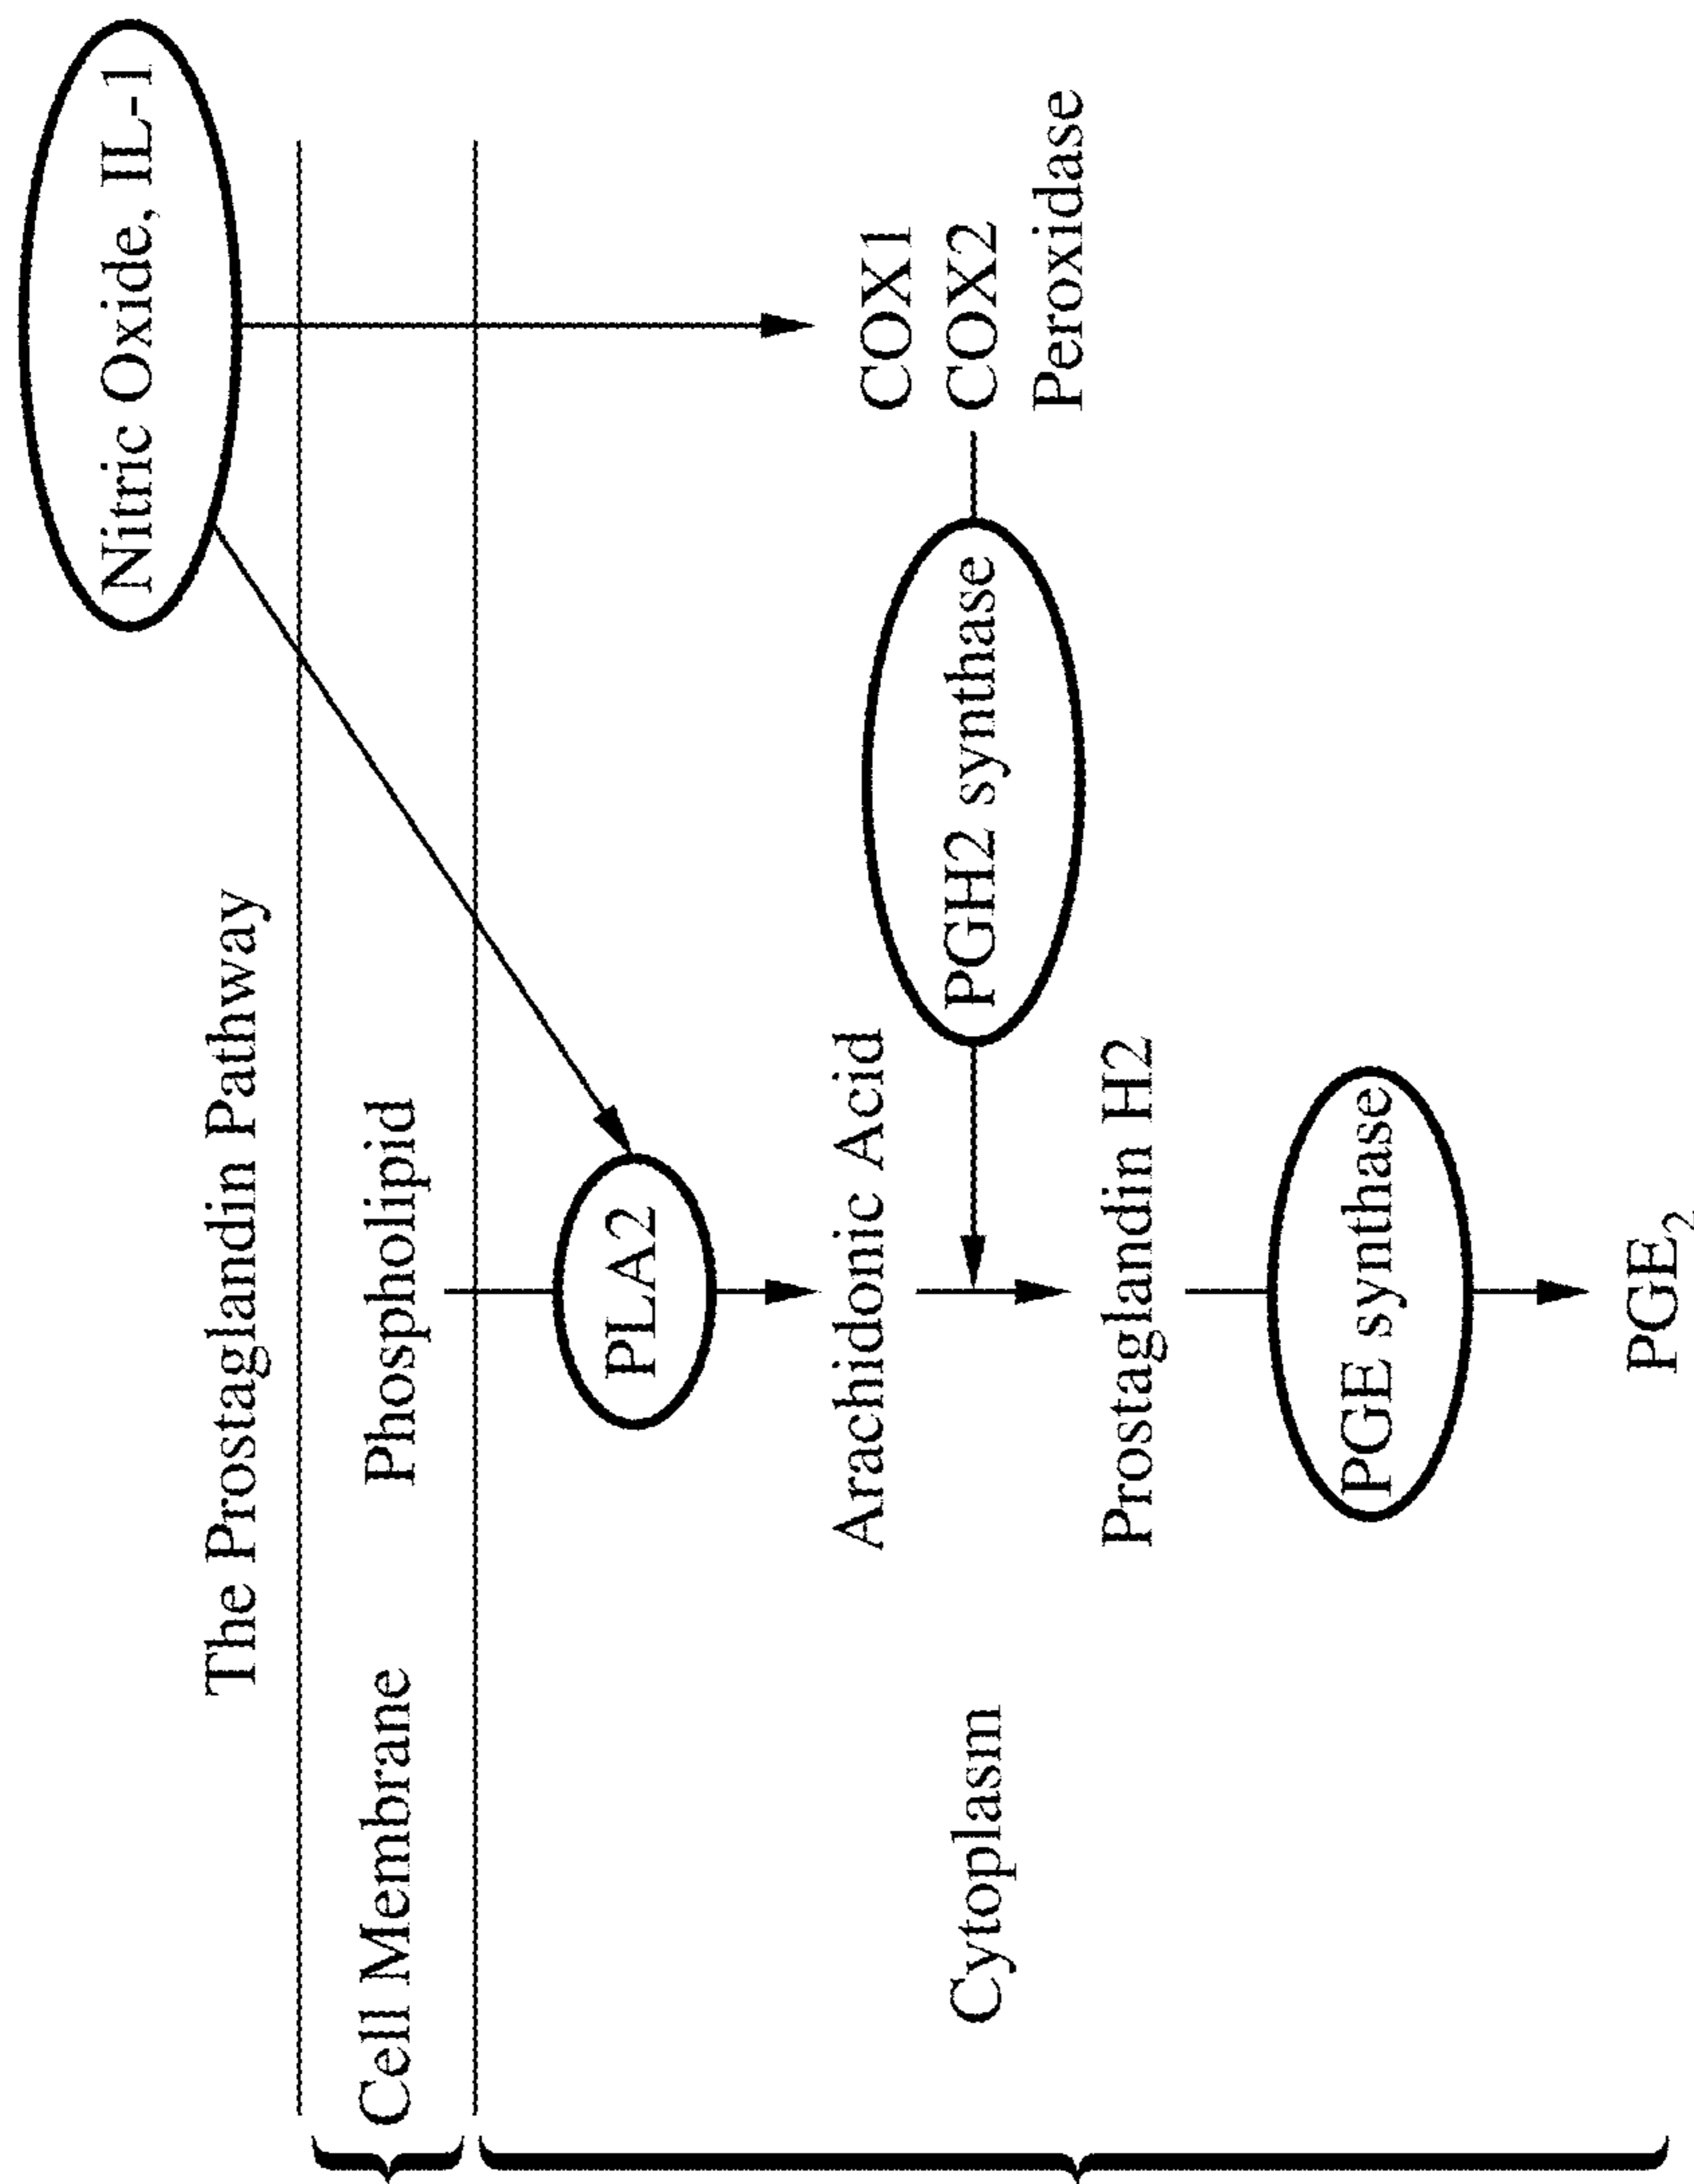 Nitric Oxide, IL-1
The Prostaglandin Pathway
Cell Membrane
Phospholipid
PLA2
Arachidonic Acid
COX1
COX2
Peroxidase
PGH2 synthase
Cytoplasm
Prostaglandin H2
PGE synthase
PGE₂